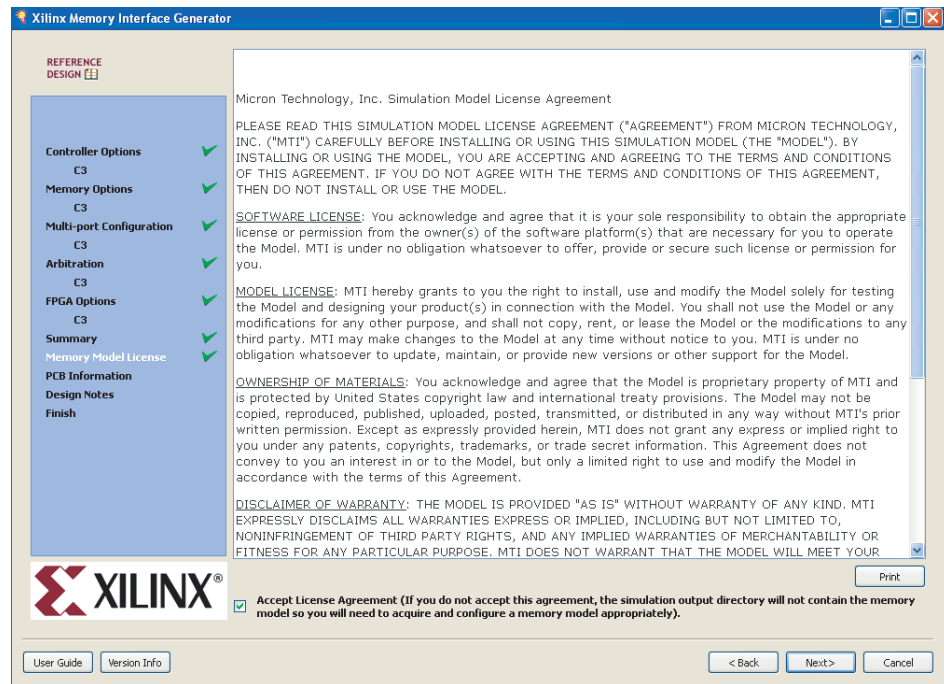 Xilinx Memory Interface Generator
REFERENCE
DESIGN
Controller Options
C3
Memory Options
C3
Multi-port Configuration
C3
Arbitration
C3
FPGA Options
C3
Summary
Memory Model License
PCB Information
Design Notes
Finish
XILINX®
Micron Technology, Inc. Simulation Model License Agreement
PLEASE READ THIS SIMULATION MODEL LICENSE AGREEMENT ("AGREEMENT") FROM MICRON TECHNOLOGY,
INC. ("MTI") CAREFULLY BEFORE INSTALLING OR USING THIS SIMULATION MODEL (THE "MODEL"). BY
INSTALLING OR USING THE MODEL, YOU ARE ACCEPTING AND AGREEING TO THE TERMS AND CONDITIONS
OF THIS AGREEMENT. IF YOU DO NOT AGREE WITH THE TERMS AND CONDITIONS OF THIS AGREEMENT,
THEN DO NOT INSTALL OR USE THE MODEL.
SOFTWARE LICENSE: You acknowledge and agree that it is your sole responsibility to obtain the appropriate
license or permission from the owner(s) of the software platform(s) that are necessary for you to operate
the Model. MTI is under no obligation whatsoever to offer, provide or secure such license or permission for
you.
MODEL LICENSE: MTI hereby grants to you the right to install, use and modify the Model solely for testing
the Model and designing your product(s) in connection with the Model. You shall not use the Model or any
modifications for any other purpose, and shall not copy, rent, or lease the Model or the modifications to any
third party. MTI may make changes to the Model at any time without notice to you. MTI is under no
obligation whatsoever to update, maintain, or provide new versions or other support for the Model.
OWNERSHIP OF MATERIALS: You acknowledge and agree that the Model is proprietary property of MTI and
is protected by United States copyright law and international treaty provisions. The Model may not be
copied, reproduced, published, uploaded, posted, transmitted, or distributed in any way without MTI's prior
written permission. Except as expressly provided herein, MTI does not grant any express or implied right to
you under any patents, copyrights, trademarks, or trade secret information. This Agreement does not
convey to you an interest in or to the Model, but only a limited right to use and modify the Model in
accordance with the terms of this Agreement.
DISCLAIMER OF WARRANTY: THE MODEL IS PROVIDED "AS IS" WITHOUT WARRANTY OF ANY KIND. MTI
EXPRESSLY DISCLAIMS ALL WARRANTIES EXPRESS OR IMPLIED, INCLUDING BUT NOT LIMITED TO,
NONINFRINGEMENT OF THIRD PARTY RIGHTS, AND ANY IMPLIED WARRANTIES OF MERCHANTABILITY OR
FITNESS FOR ANY PARTICULAR PURPOSE. MTI DOES NOT WARRANT THAT THE MODEL WILL MEET YOUR
Print
Accept License Agreement (If you do not accept this agreement, the simulation output directory will not contain the memory
model so you will need to acquire and configure a memory model appropriately).
User Guide
Version Info
< Back
Next>
Cancel